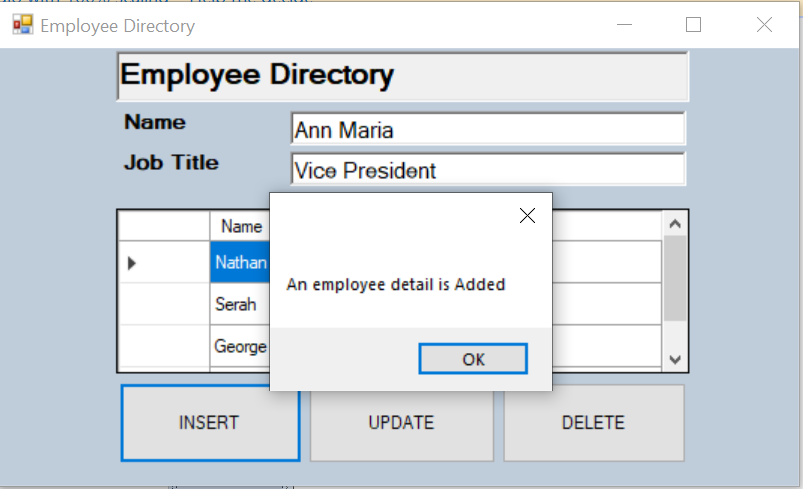 Employee Directory
Employee Directory
Name
Ann Maria
Job Title
Vice President
Name
Nathan
Serah
George
An employee detail is Added
OK
INSERT
UPDATE
DELETE